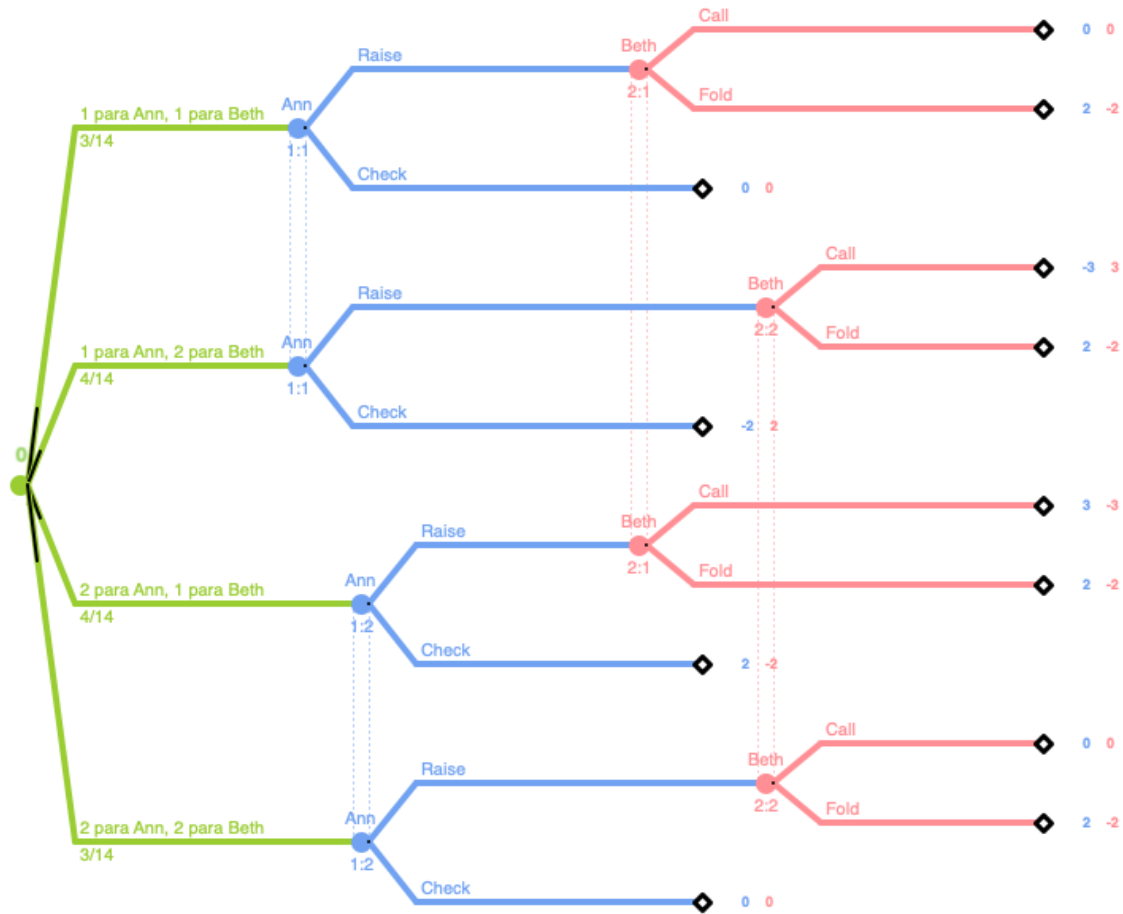 Call
0 0
Beth
Raise
2:1
Fold
2 -2
Ann
1 para Ann, 1 para Beth
3/14
1:1
Check
0 0
Call
-3 3
Beth
Raise
2:2
Fold
2 -2
Ann
1 para Ann, 2 para Beth
4/14
1:1
Check
-2 2
0
Call
3 -3
Beth
Raise
2:1
Fold
2 -2
Ann
2 para Ann, 1 para Beth
4/14
1:2
Check
2 -2
Call
0 0
Beth
Raise
2:2
Fold
2 -2
Ann
2 para Ann, 2 para Beth
3/14
1:2
Check
0 0